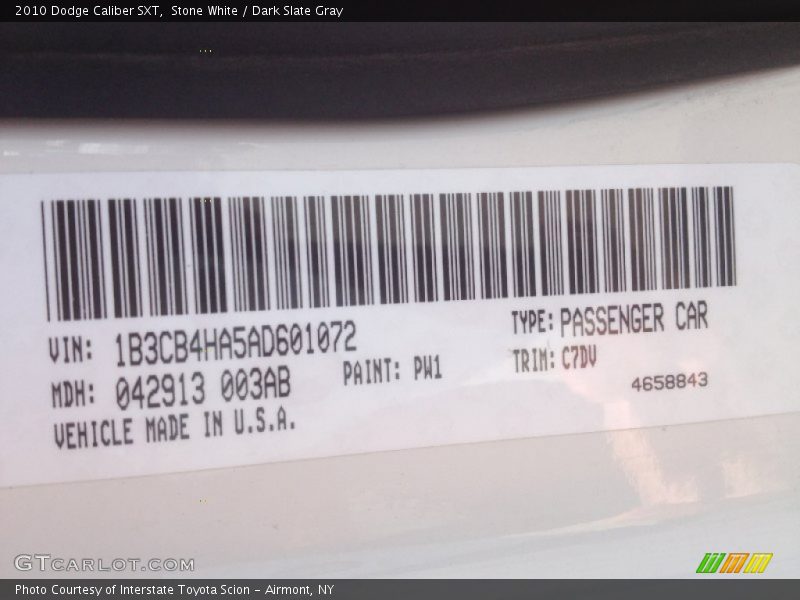 2010 Dodge Caliber SXT,  Stone White / Dark Slate Gray
VIN: 1B3CB4HA5AD601072
TYPE: PASSENGER CAR
MDH: 042913 003AB
PAINT: PW1
TRIM: C7DV
VEHICLE MADE IN U.S.A.
4658843
GTCARLOT.COM
Photo Courtesy of Interstate Toyota Scion - Airmont, NY